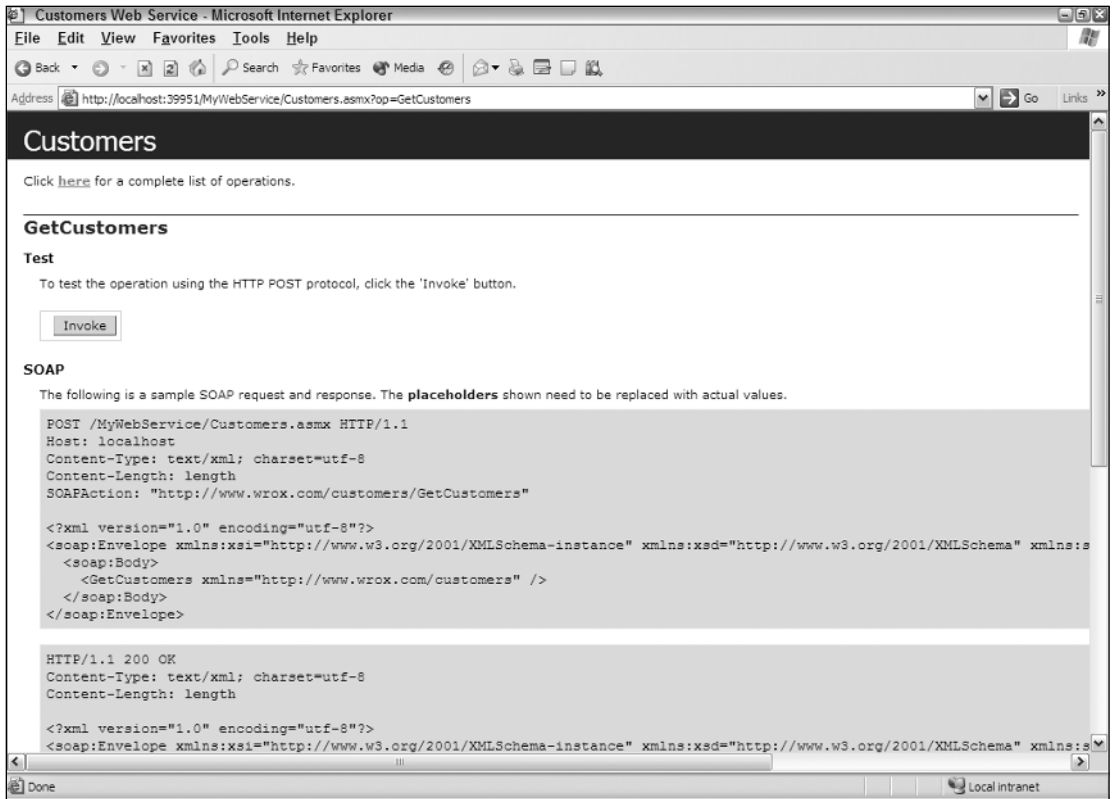 Customers Web Service - Microsoft Internet Explorer
File Edit View Favorites Tools Help
Back Search Favorites Media
Address http://localhost:39951/MyWebService/Customers.asmx?op=GetCustomers Go Links »
Customers
Click here for a complete list of operations.
GetCustomers
Test
To test the operation using the HTTP POST protocol, click the 'Invoke' button.
Invoke
SOAP
The following is a sample SOAP request and response. The placeholders shown need to be replaced with actual values.
POST /MyWebService/Customers.asmx HTTP/1.1
Host: localhost
Content-Type: text/xml; charset=utf-8
Content-Length: length
SOAPAction: "http://www.wrox.com/customers/GetCustomers"
<?xml version="1.0" encoding="utf-8"?>
<soap:Envelope xmlns:xsi="http://www.w3.org/2001/XMLSchema-instance" xmlns:xsd="http://www.w3.org/2001/XMLSchema" xmlns:s
<soap:Body>
<GetCustomers xmlns="http://www.wrox.com/customers" />
</soap:Body>
</soap:Envelope>
HTTP/1.1 200 OK
Content-Type: text/xml; charset=utf-8
Content-Length: length
<?xml version="1.0" encoding="utf-8"?>
<soap:Envelope xmlns:xsi="http://www.w3.org/2001/XMLSchema-instance" xmlns:xsd="http://www.w3.org/2001/XMLSchema" xmlns:s
Done Local intranet